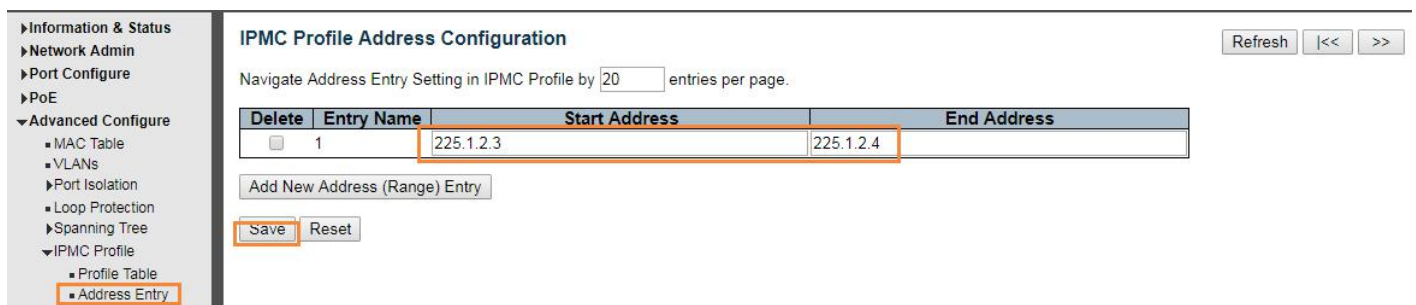 ▶Information & Status
▶Network Admin
▶Port Configure
▶PoE
▼Advanced Configure
▪ MAC Table
▪ VLANs
▶Port Isolation
▪ Loop Protection
▶Spanning Tree
▼IPMC Profile
▪ Profile Table
▪ Address Entry
IPMC Profile Address Configuration
Refresh |<< >>
Navigate Address Entry Setting in IPMC Profile by 20 entries per page.
Delete Entry Name Start Address End Address
1 225.1.2.3 225.1.2.4
Add New Address (Range) Entry
Save Reset